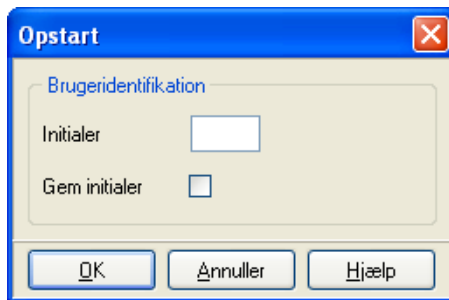 Opstart
Brugeridentifikation
Initialer
Gem initialer
OK Annuller Hjælp